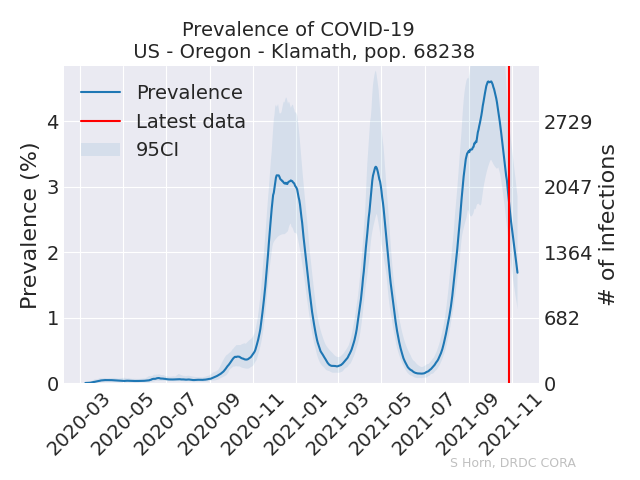 Prevalence of COVID-19
US - Oregon - Klamath, pop. 68238
Prevalence
Latest data
95CI
Prevalence (%)
4
3
2
1
0
2729
2047
1364
682
0
# of infections
2020-03
2020-05
2020-07
2020-09
2020-11
2021-01
2021-03
2021-05
2021-07
2021-09
2021-11
S Horn, DRDC CORA